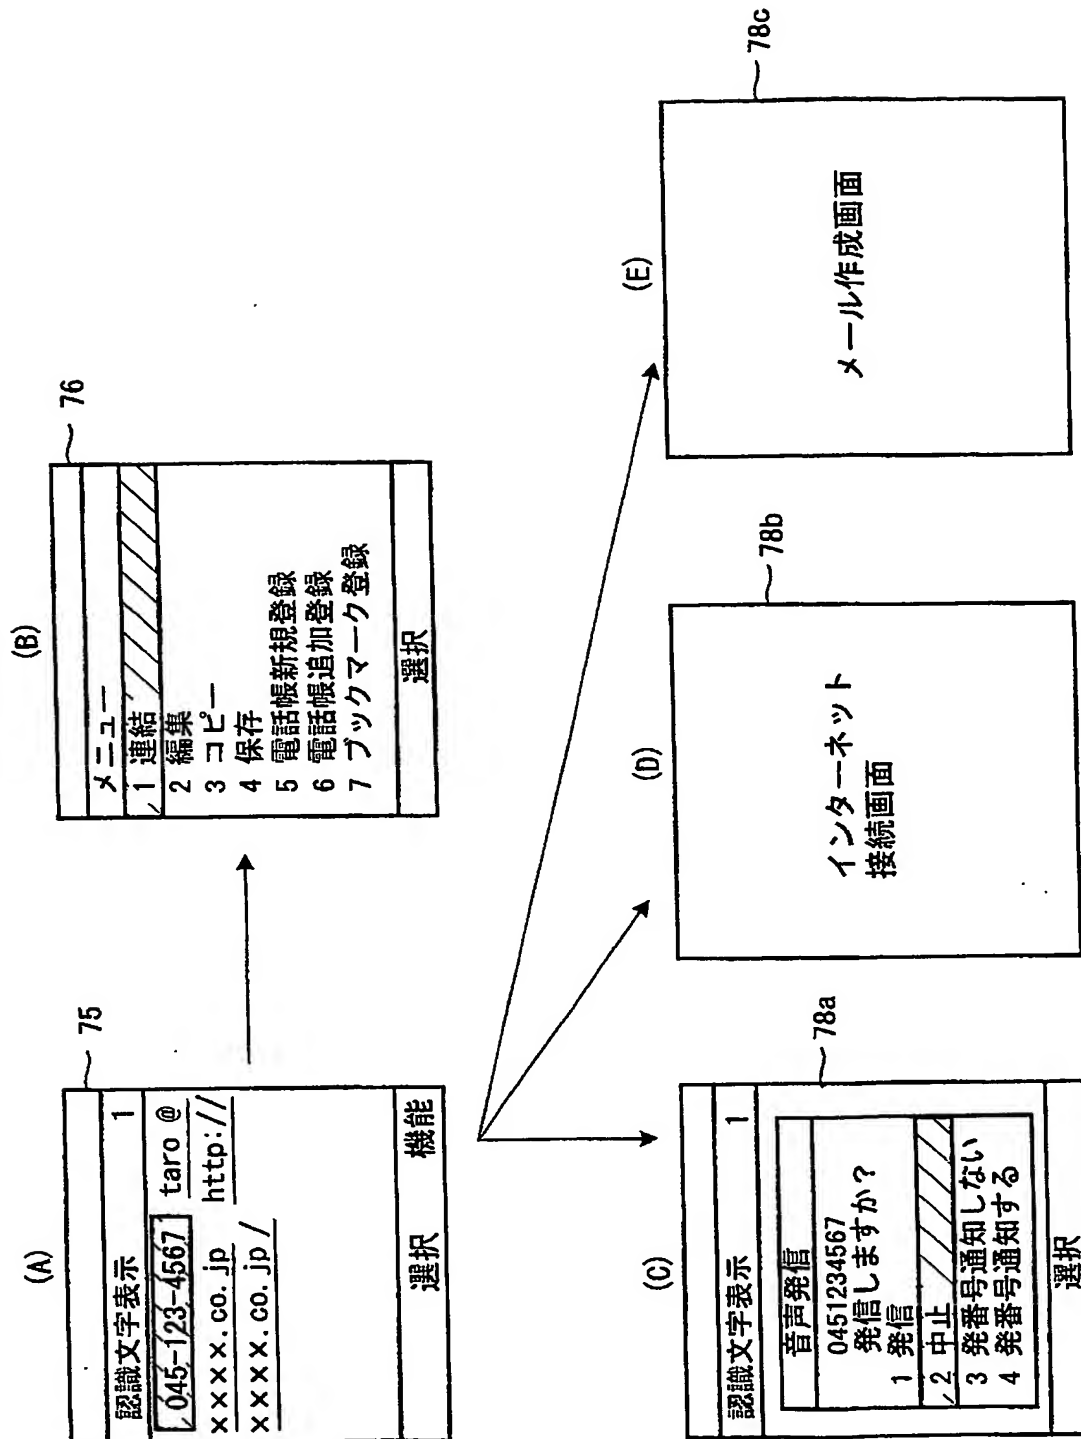 (A)
75
認識文字表示 1
045-123-4567 taro @
××××.co.jp http://
××××.co.jp/
選択 機能
(B)
76
メニュー
1 連結
2 編集
3 コピー
4 保存
5 電話帳新規登録
6 電話帳追加登録
7 ブックマーク登録
選択
(C)
78a
認識文字表示 1
音声発信
0451234567
発信しますか?
1 発信
2 中止
3 発番号通知しない
4 発番号通知する
選択
(D)
78b
インターネット
接続画面
(E)
78c
メール作成画面